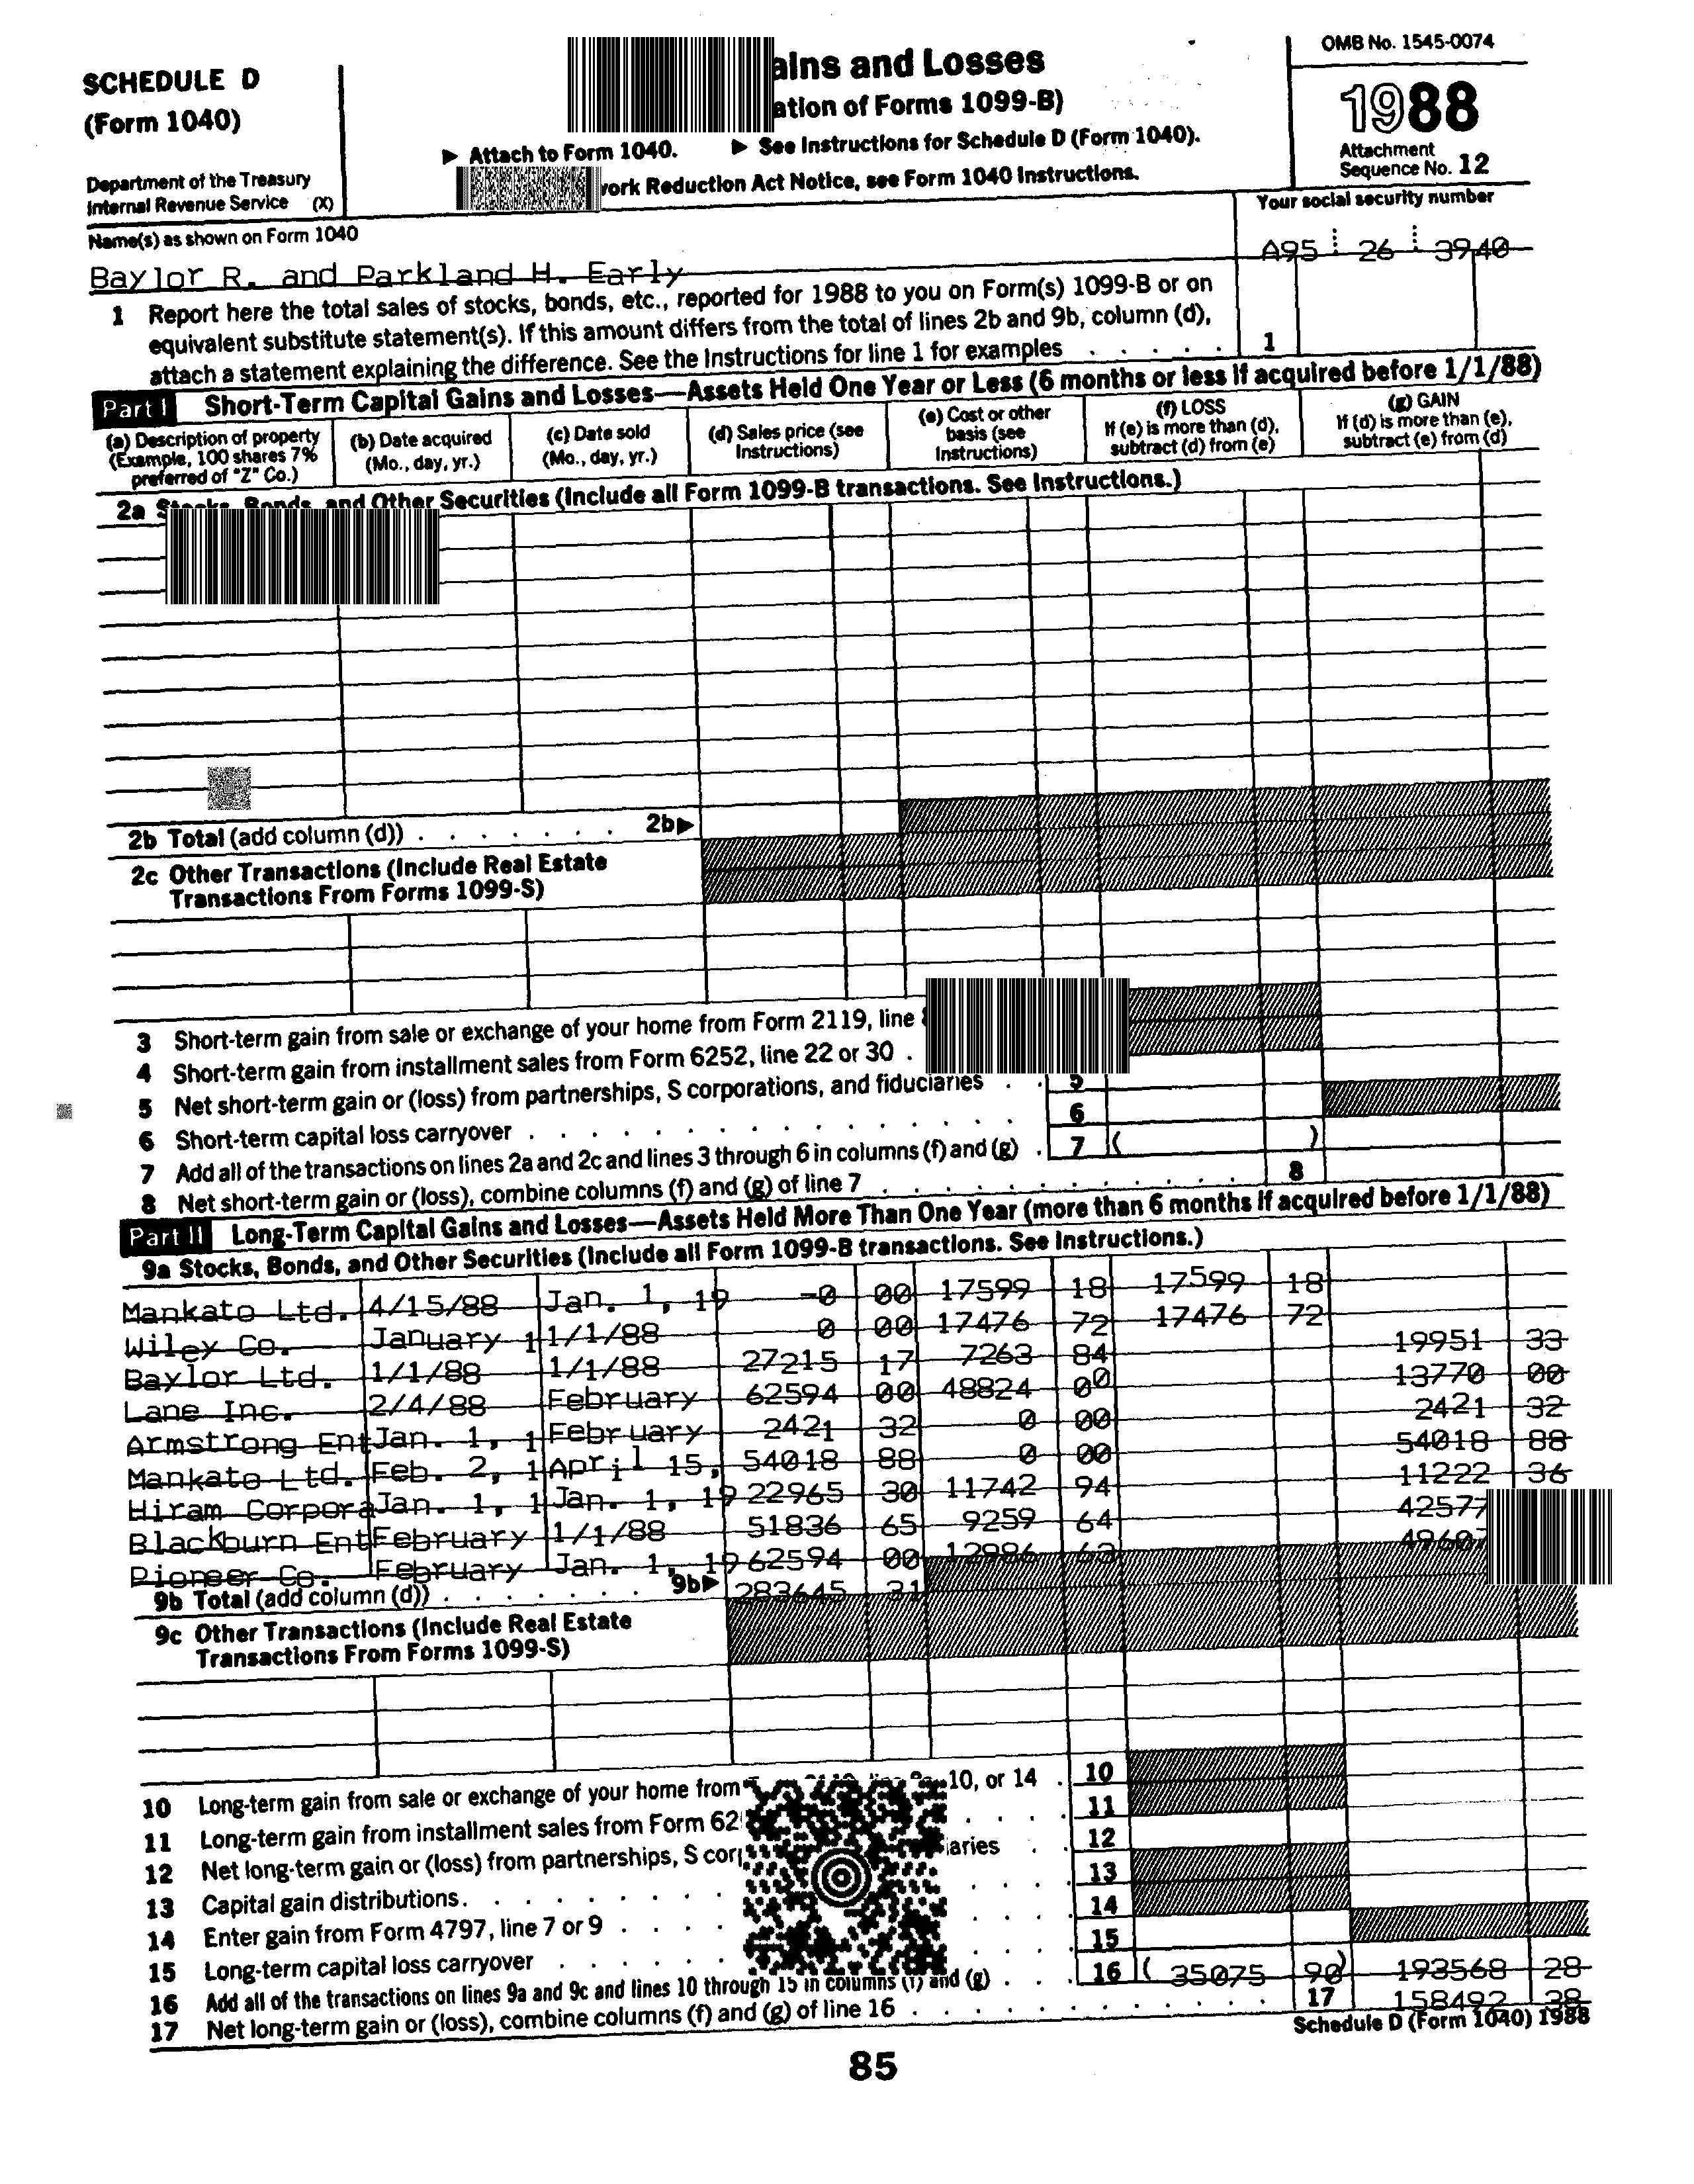 SCHEDULE D
(Form 1040)
Department of the Treasury
Internal Revenue Service (X)
and Losses
of Forms 1099-B)
▶ Attach to Form 1040. ▶ See Instructions for Schedule D (Form 1040).
Reduction Act Notice, see Form 1040 Instructions.
OMB No. 1545-0074
1988
Attachment
Sequence No. 12
Name(s) as shown on Form 1040
Your social security number
Baylor R. and Parkland H. Early
A95 26 3940
1 Report here the total sales of stocks, bonds, etc., reported for 1988 to you on Form(s) 1099-B or on
equivalent substitute statement(s). If this amount differs from the total of lines 2b and 9b, column (d),
attach a statement explaining the difference. See the Instructions for line 1 for examples . . . . . 1
Part I Short-Term Capital Gains and Losses—Assets Held One Year or Less (6 months or less if acquired before 1/1/88)
(a) Description of property
(Example, 100 shares 7%
preferred of "Z" Co.)
(b) Date acquired
(Mo., day, yr.)
(c) Date sold
(Mo., day, yr.)
(d) Sales price (see
Instructions)
(e) Cost or other
basis (see
Instructions)
(f) LOSS
If (e) is more than (d),
subtract (d) from (e)
(g) GAIN
If (d) is more than (e),
subtract (e) from (d)
2a Stocks, Bonds, and Other Securities (Include all Form 1099-B transactions. See Instructions.)
2b Total (add column (d)) . . . . . . . 2b▶
2c Other Transactions (Include Real Estate
Transactions From Forms 1099-S)
3 Short-term gain from sale or exchange of your home from Form 2119, line
4 Short-term gain from installment sales from Form 6252, line 22 or 30 .
5 Net short-term gain or (loss) from partnerships, S corporations, and fiduciaries . . 5
6 Short-term capital loss carryover . . . . . . . . . . . . . . . . 6
7 Add all of the transactions on lines 2a and 2c and lines 3 through 6 in columns (f) and (g) . 7 ( )
8 Net short-term gain or (loss), combine columns (f) and (g) of line 7 . . . . . . . . . . . . 8
Part II Long-Term Capital Gains and Losses—Assets Held More Than One Year (more than 6 months if acquired before 1/1/88)
9a Stocks, Bonds, and Other Securities (Include all Form 1099-B transactions. See Instructions.)
Mankato Ltd. 4/15/88 Jan. 1, 19 -0 00 17599 18 17599 18
Wiley Co. January 1 1/1/88 0 00 17476 72 17476 72
Baylor Ltd. 1/1/88 1/1/88 27215 17 7263 84 19951 33
Lane Inc. 2/4/88 February 62594 00 48824 00 13770 00
Armstrong Ent Jan. 1, 1 February 2421 32 0 00 2421 32
Mankato Ltd. Feb. 2, 1 April 15, 54018 88 0 00 54018 88
Hiram Corpora Jan. 1, 1 Jan. 1, 19 22965 30 11742 94 11222 36
Blackburn Ent February 1/1/88 51836 65 9259 64 42577
Pioneer Co. February Jan. 1, 19 62594 00 12986 63 49607
9b Total (add column (d)) . . . . . . . 9b▶ 283645 31
9c Other Transactions (Include Real Estate
Transactions From Forms 1099-S)
10 Long-term gain from sale or exchange of your home from 10, or 14 . 10
11 Long-term gain from installment sales from Form . . . . 11
12 Net long-term gain or (loss) from partnerships, S . 12
13 Capital gain distributions. . . . . . . . . . . 13
14 Enter gain from Form 4797, line 7 or 9 . . . . . . . 14
15 Long-term capital loss carryover . . . . . . . . . 15
16 Add all of the transactions on lines 9a and 9c and lines 10 through 15 in columns (f) and (g) . . . 16 ( 35075 90) 193568 28
17 Net long-term gain or (loss), combine columns (f) and (g) of line 16 . . . . . . . . . . . . 17 158492 38
Schedule D (Form 1040) 1988
85